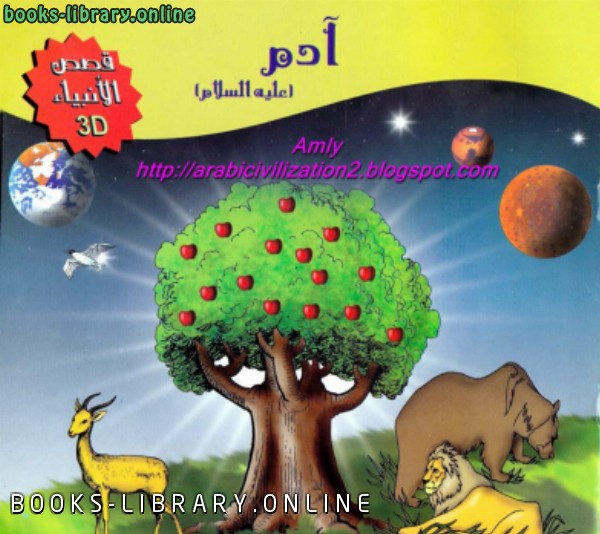 books-library.online
آدم
(عليه السلام)
قصص
الأنبياء
3D
Amly
http://arabicivilization2.blogspot.com
BOOKS-LIBRARY.ONLINE